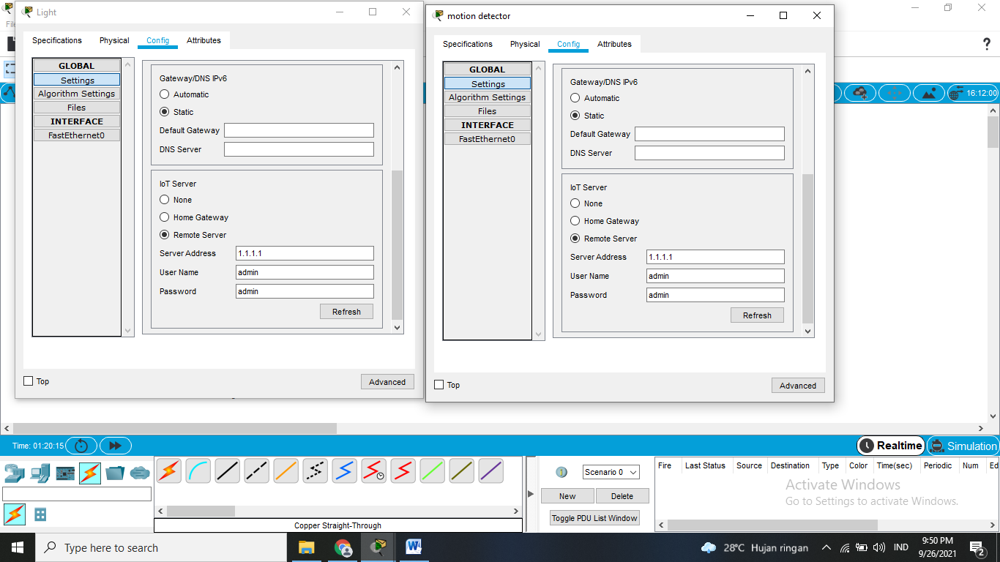 Light
Specifications Physical Config Attributes
GLOBAL
Settings
Algorithm Settings
Files
INTERFACE
FastEthernet0
Gateway/DNS IPv6
Automatic
Static
Default Gateway
DNS Server
IoT Server
None
Home Gateway
Remote Server
Server Address 1.1.1.1
User Name admin
Password admin
Refresh
Top
Advanced
motion detector
Specifications Physical Config Attributes
GLOBAL
Settings
Algorithm Settings
Files
INTERFACE
FastEthernet0
Gateway/DNS IPv6
Automatic
Static
Default Gateway
DNS Server
IoT Server
None
Home Gateway
Remote Server
Server Address 1.1.1.1
User Name admin
Password admin
Refresh
Top
Advanced
?
16:12:00
Time: 01:20:15
Realtime Simulation
Copper Straight-Through
Scenario 0
New Delete
Toggle PDU List Window
Fire Last Status Source Destination Type Color Time(sec) Periodic Num Ed
Activate Windows
Go to Settings to activate Windows.
Type here to search
28°C Hujan ringan
IND
9:50 PM
9/26/2021
2